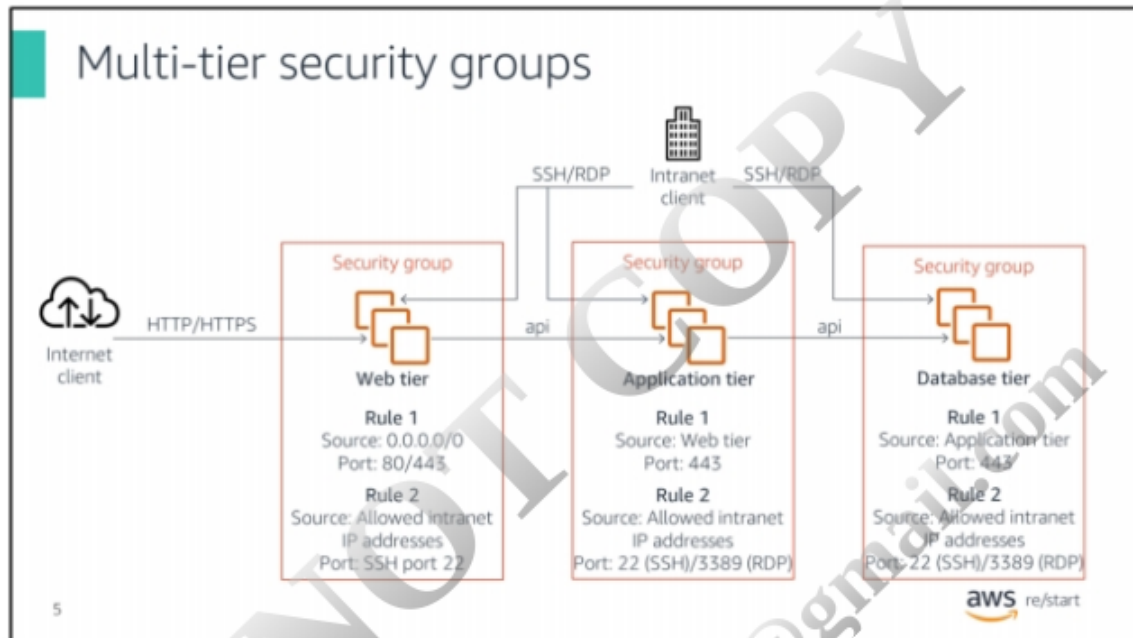 Multi-tier security groups
SSH/RDP
Intranet
client
SSH/RDP
Internet
client
HTTP/HTTPS
Security group
api
Web tier
Rule 1
Source: 0.0.0.0/0
Port: 80/443
Rule 2
Source: Allowed intranet
IP addresses
Port: SSH port 22
Security group
api
Application tier
Rule 1
Source: Web tier
Port: 443
Rule 2
Source: Allowed intranet
IP addresses
Port: 22 (SSH)/3389 (RDP)
Security group
Database tier
Rule 1
Source: Application tier
Port: 443
Rule 2
Source: Allowed intranet
IP addresses
Port: 22 (SSH)/3389 (RDP)
5
aws re/start
NOT COPY
@gmail.com